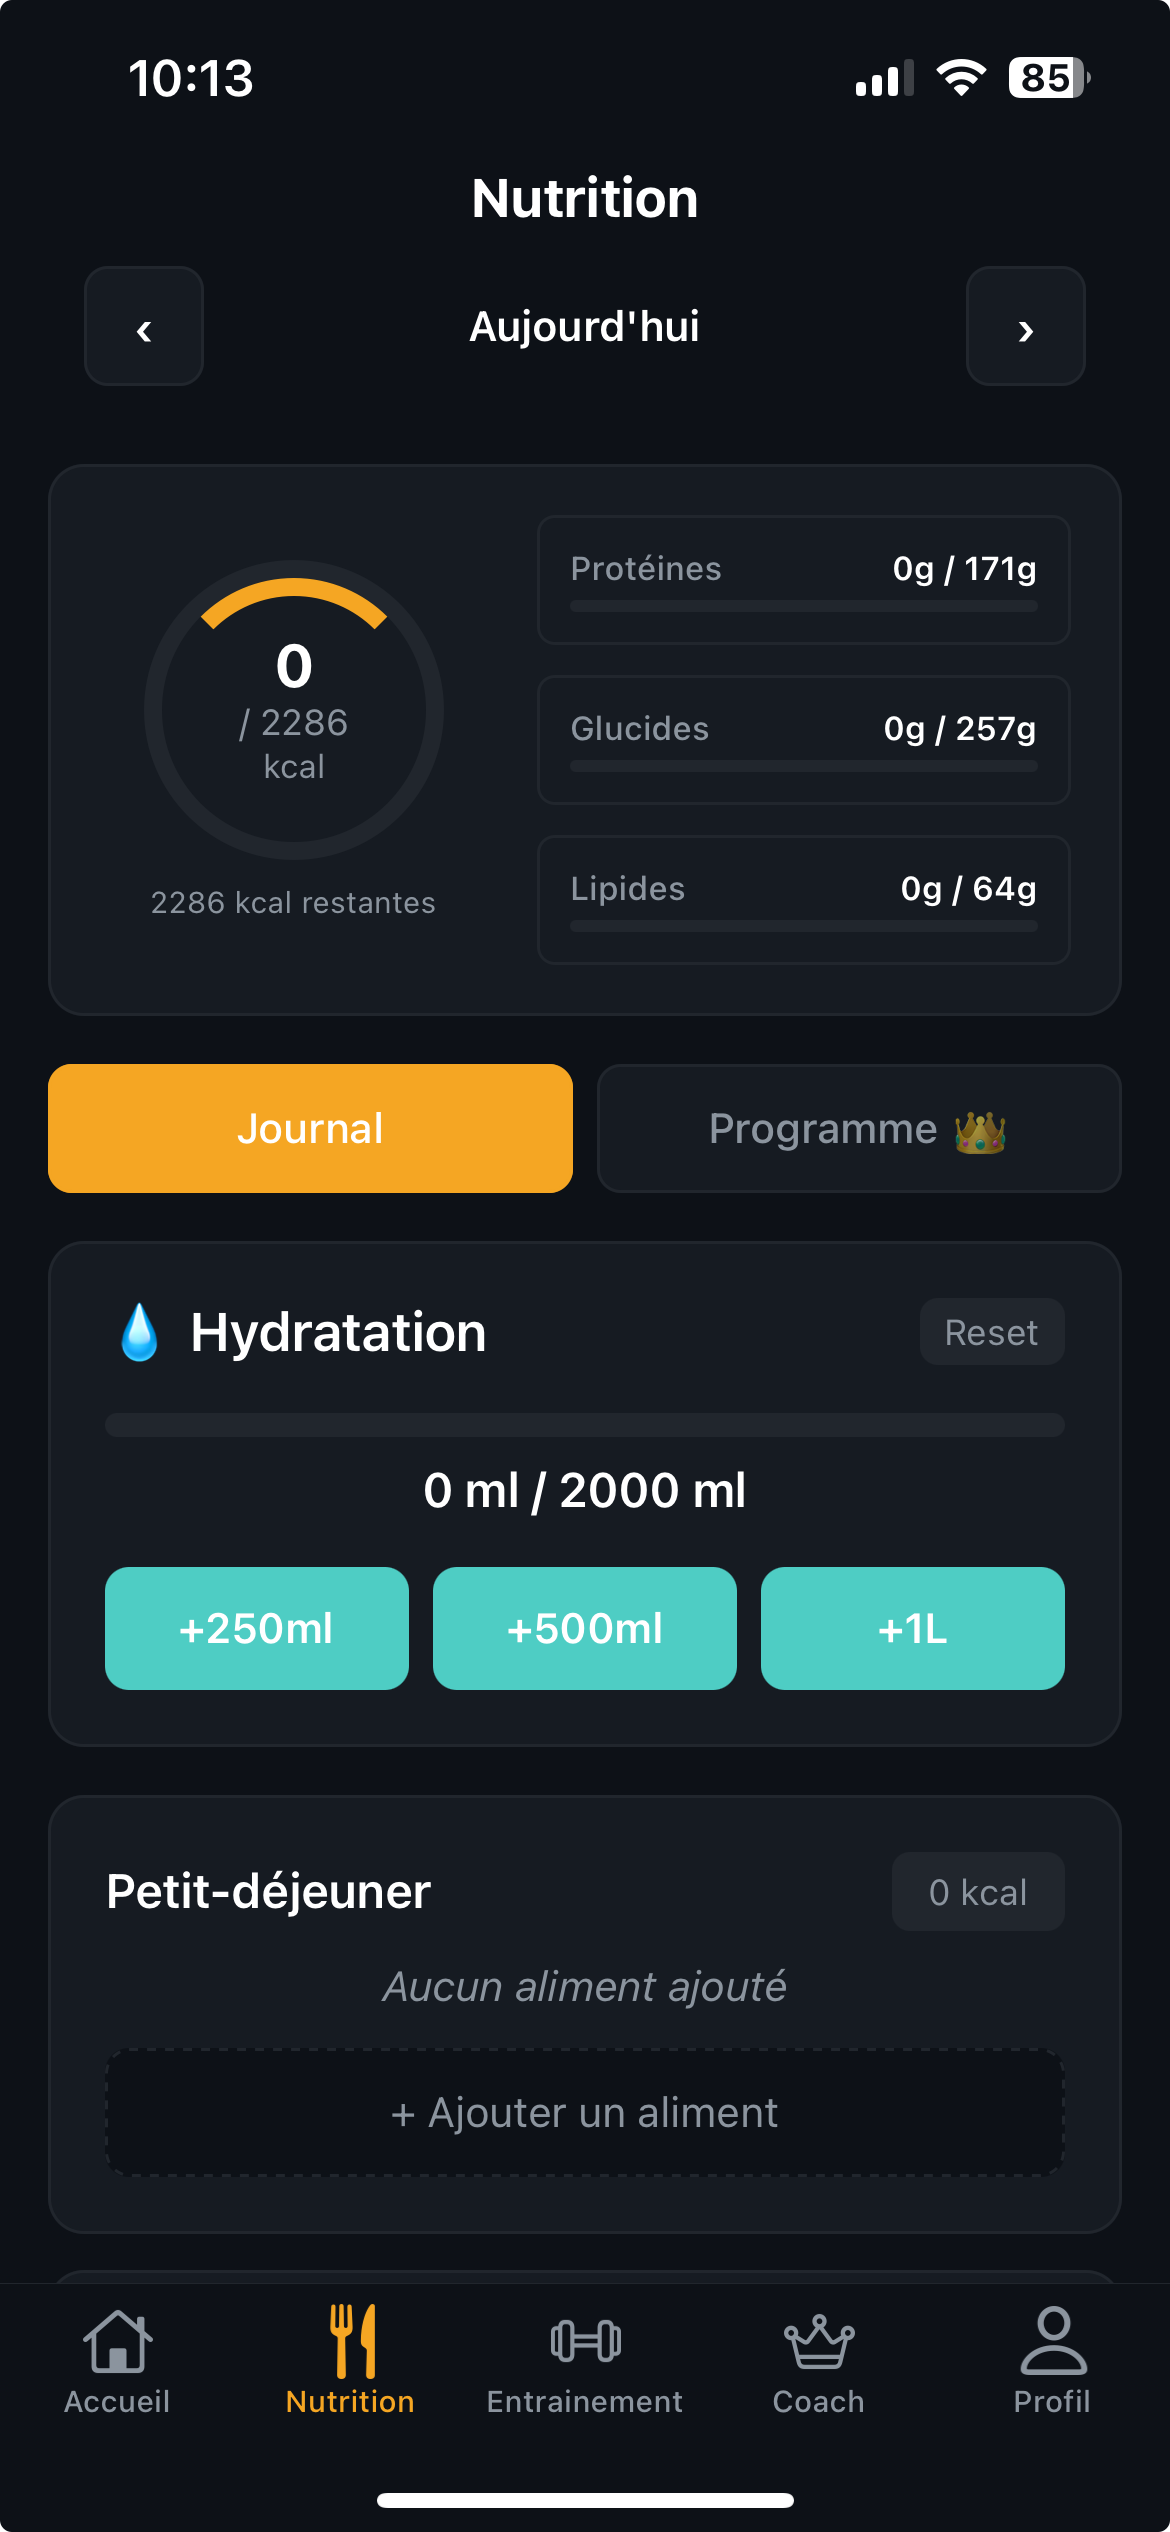 10:13
85
Nutrition
‹
Aujourd'hui
›
0
/ 2286
kcal
2286 kcal restantes
Protéines 0g / 171g
Glucides 0g / 257g
Lipides 0g / 64g
Journal
Programme 👑
💧 Hydratation
Reset
0 ml / 2000 ml
+250ml
+500ml
+1L
Petit-déjeuner
0 kcal
Aucun aliment ajouté
+ Ajouter un aliment
Accueil
Nutrition
Entrainement
Coach
Profil